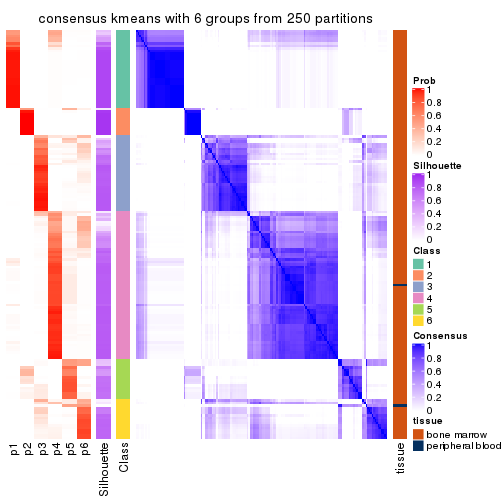 consensus kmeans with 6 groups from 250 partitions
Prob
1
0.8
0.6
0.4
0.2
0
Silhouette
1
0.8
0.6
0.4
0.2
0
Class
1
2
3
4
5
6
Consensus
1
0.8
0.6
0.4
0.2
0
tissue
bone marrow
peripheral blood
p1
p2
p3
p4
p5
p6
Silhouette
Class
tissue